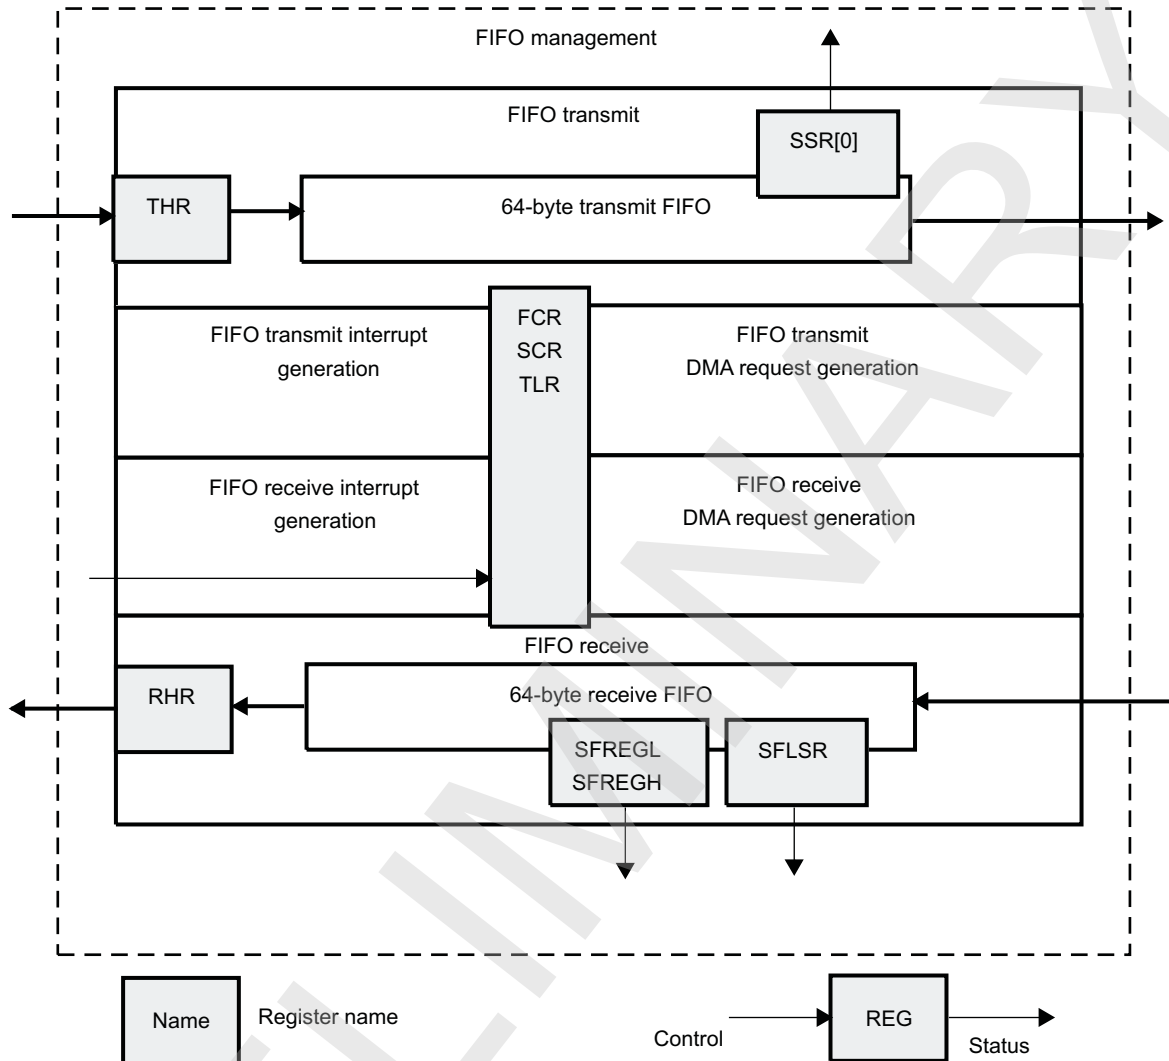 FIFO management
FIFO transmit
SSR[0]
THR
64-byte transmit FIFO
FCR
SCR
TLR
FIFO transmit interrupt
generation
FIFO transmit
DMA request generation
FIFO receive interrupt
generation
FIFO receive
DMA request generation
FIFO receive
RHR
64-byte receive FIFO
SFREGL
SFREGH
SFLSR
Name
Register name
Control
REG
Status
LIMINARY